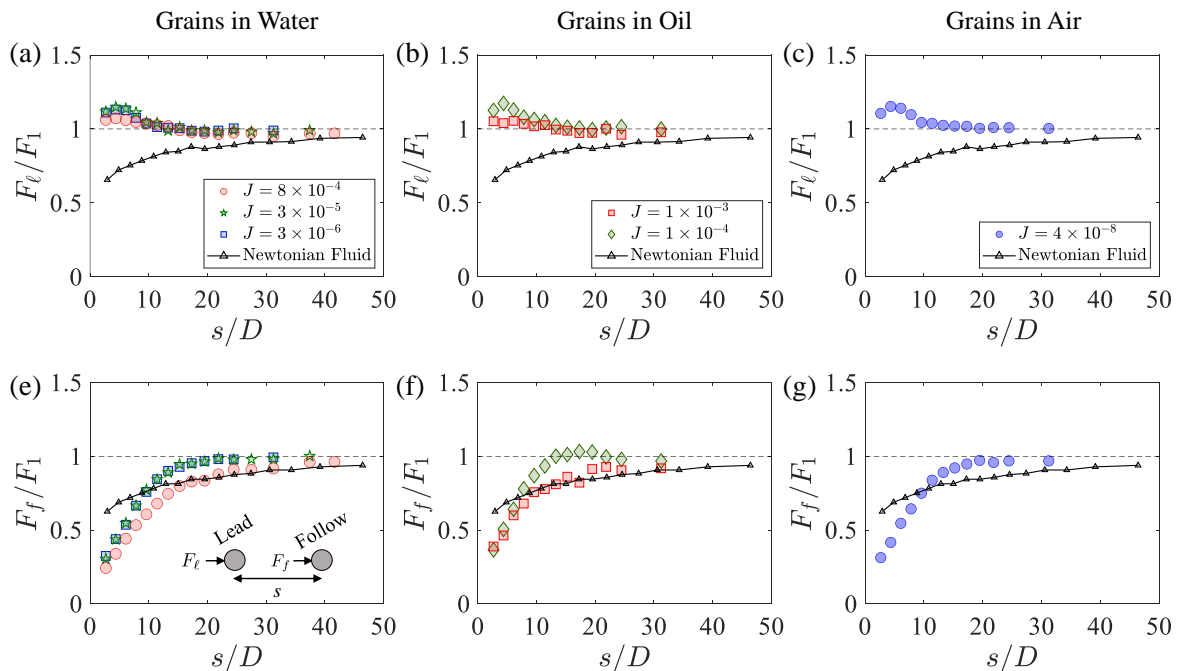 Grains in Water
Grains in Oil
Grains in Air
(a)
1.5
1
0.5
0
F_ℓ/F_1
0 10 20 30 40 50
s/D
J = 8 × 10^{-4}
J = 3 × 10^{-5}
J = 3 × 10^{-6}
Newtonian Fluid
(b)
1.5
1
0.5
0
F_ℓ/F_1
0 10 20 30 40 50
s/D
J = 1 × 10^{-3}
J = 1 × 10^{-4}
Newtonian Fluid
(c)
1.5
1
0.5
0
F_ℓ/F_1
0 10 20 30 40 50
s/D
J = 4 × 10^{-8}
Newtonian Fluid
(e)
1.5
1
0.5
0
F_f/F_1
0 10 20 30 40 50
s/D
Lead
Follow
F_ℓ
F_f
s
(f)
1.5
1
0.5
0
F_f/F_1
0 10 20 30 40 50
s/D
(g)
1.5
1
0.5
0
F_f/F_1
0 10 20 30 40 50
s/D